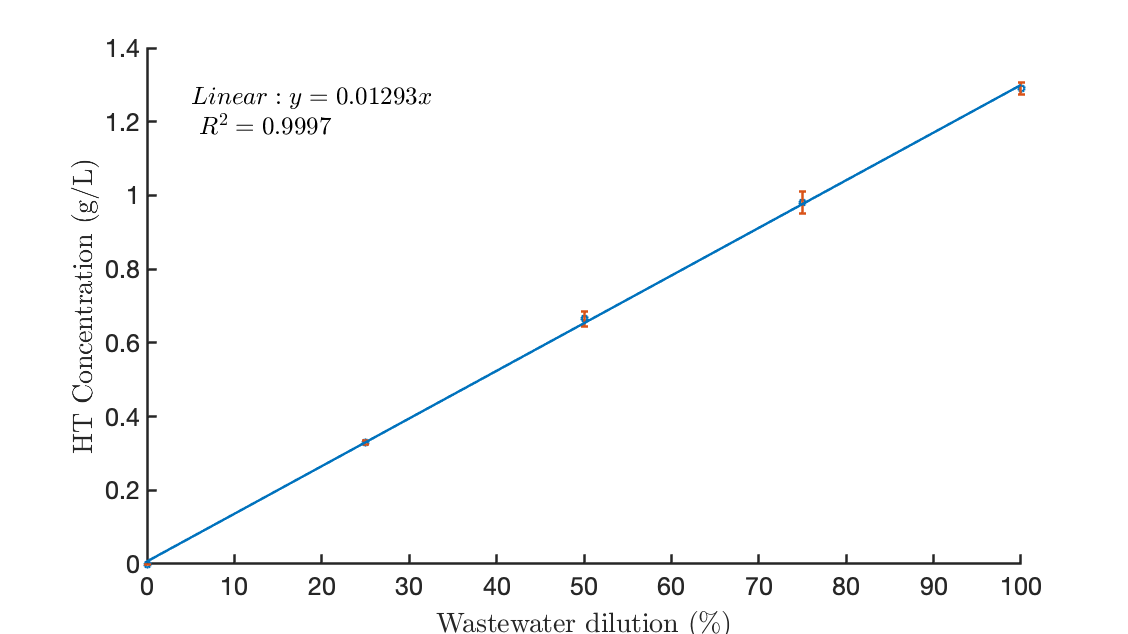 1.4
Linear : y = 0.01293x
R² = 0.9997
1.2
1
0.8
0.6
0.4
0.2
0
HT Concentration (g/L)
0 10 20 30 40 50 60 70 80 90 100
Wastewater dilution (%)